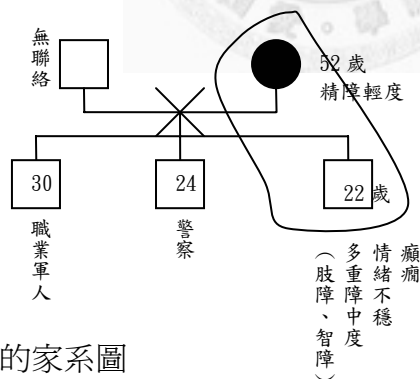 無聯絡
52 歲
精障輕度
30
24
22 歲
職業軍人
警察
癲癇
情緒不穩
多重障中度
（肢障、智障）
的家系圖